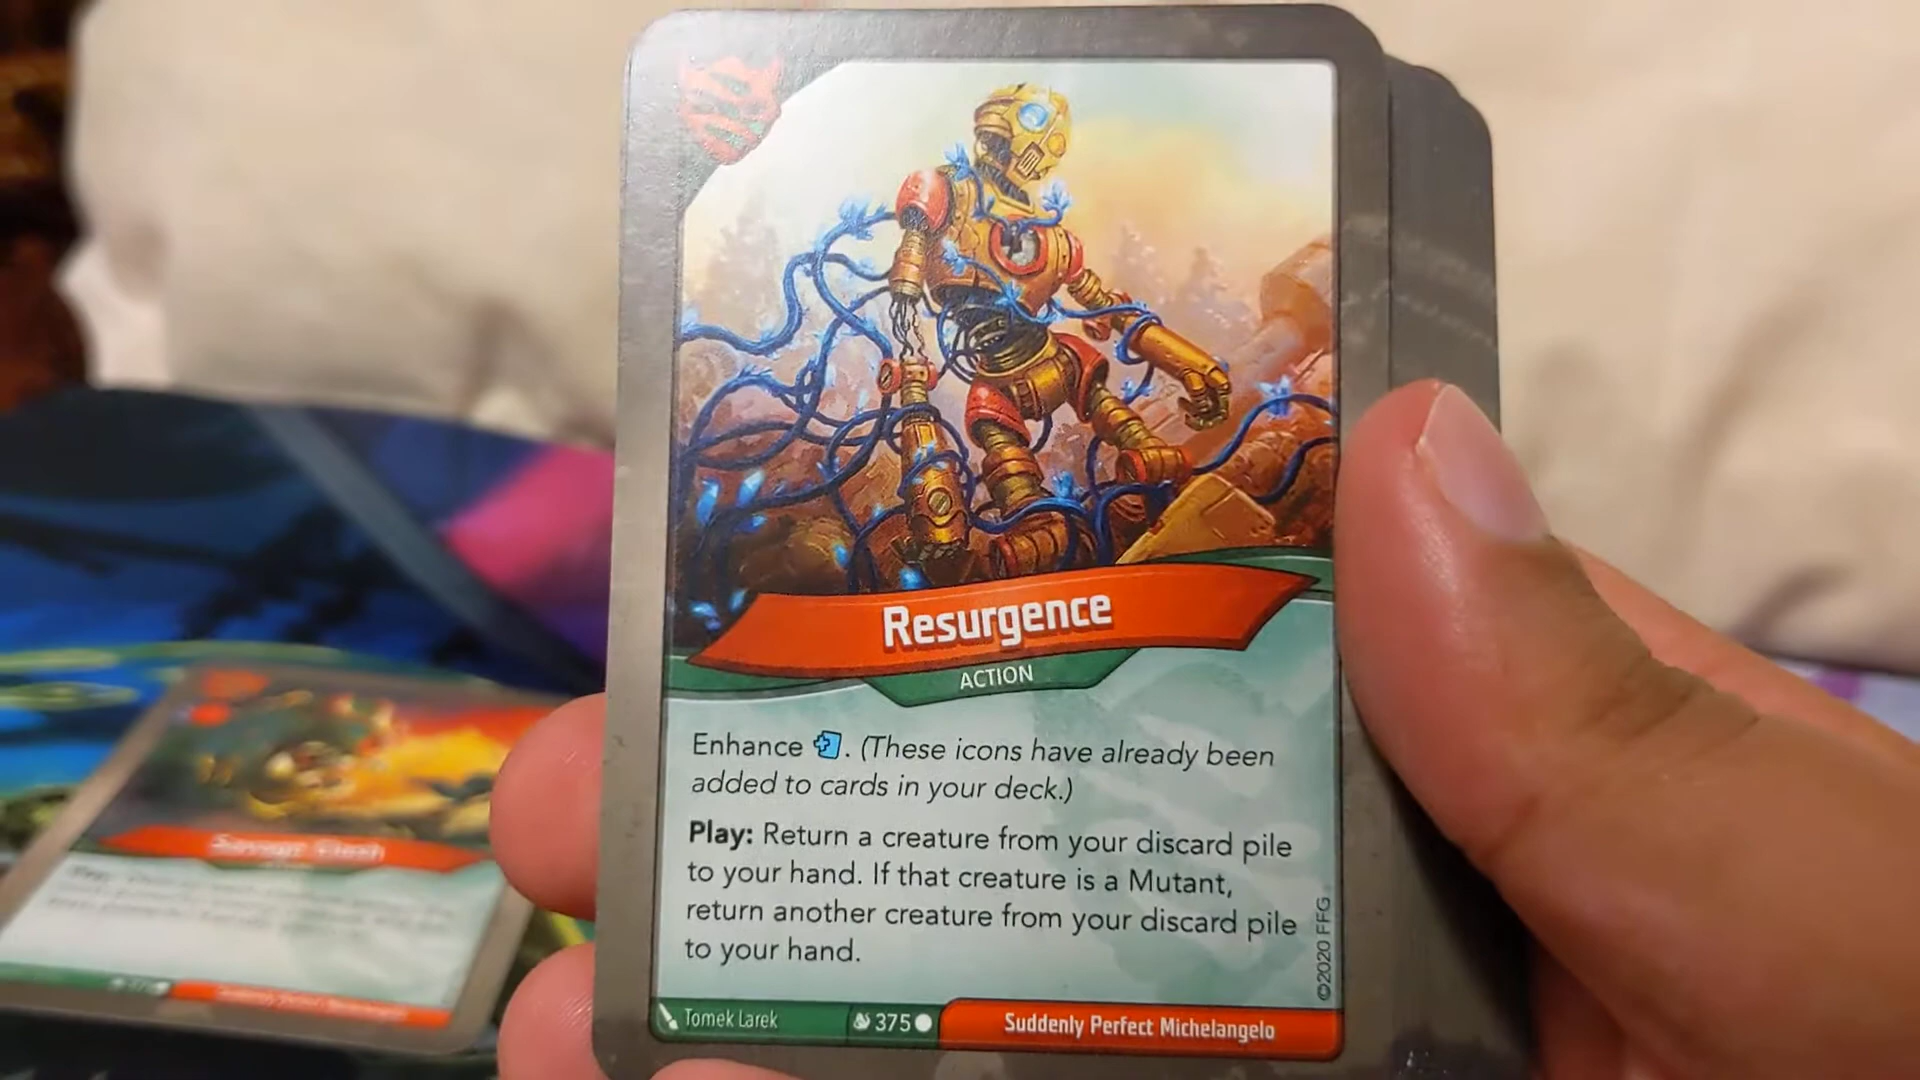 Resurgence
ACTION
Enhance . (These icons have already been
added to cards in your deck.)
Play: Return a creature from your discard pile
to your hand. If that creature is a Mutant,
return another creature from your discard pile
to your hand.
©2020 FFG
Tomek Larek
375
Suddenly Perfect Michelangelo